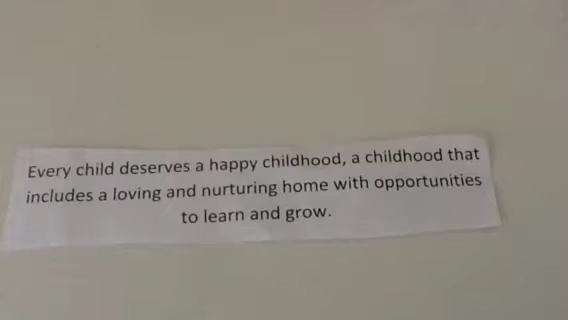 Every child deserves a happy childhood, a childhood that
includes a loving and nurturing home with opportunities
to learn and grow.